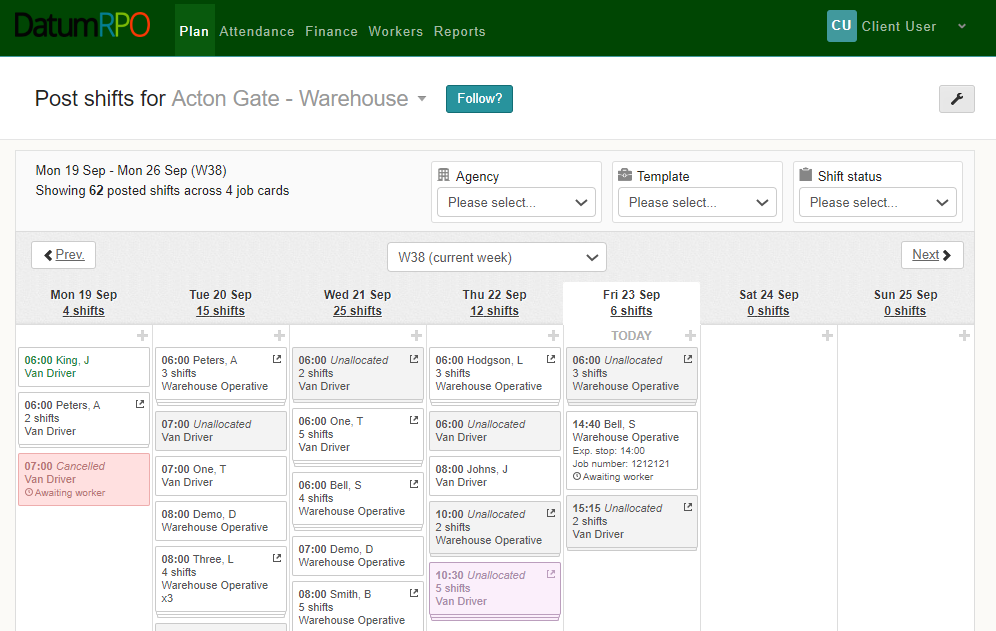 DatumRPO
Plan Attendance Finance Workers Reports
CU Client User
Post shifts for Acton Gate - Warehouse
Follow?
Mon 19 Sep - Mon 26 Sep (W38)
Showing 62 posted shifts across 4 job cards
Agency
Please select...
Template
Please select...
Shift status
Please select...
Prev.
W38 (current week)
Next
Mon 19 Sep
4 shifts
Tue 20 Sep
15 shifts
Wed 21 Sep
25 shifts
Thu 22 Sep
12 shifts
Fri 23 Sep
6 shifts
Sat 24 Sep
0 shifts
Sun 25 Sep
0 shifts
06:00 King, J
Van Driver
06:00 Peters, A
2 shifts
Van Driver
07:00 Cancelled
Van Driver
Awaiting worker
06:00 Peters, A
3 shifts
Warehouse Operative
07:00 Unallocated
Van Driver
07:00 One, T
Van Driver
08:00 Demo, D
Warehouse Operative
08:00 Three, L
4 shifts
Warehouse Operative
x3
06:00 Unallocated
2 shifts
Van Driver
06:00 One, T
5 shifts
Van Driver
06:00 Bell, S
4 shifts
Warehouse Operative
07:00 Demo, D
Warehouse Operative
08:00 Smith, B
5 shifts
Warehouse Operative
06:00 Hodgson, L
3 shifts
Warehouse Operative
06:00 Unallocated
Van Driver
08:00 Johns, J
Van Driver
10:00 Unallocated
2 shifts
Warehouse Operative
10:30 Unallocated
5 shifts
Van Driver
TODAY
06:00 Unallocated
3 shifts
Warehouse Operative
14:40 Bell, S
Warehouse Operative
Exp. stop: 14:00
Job number: 1212121
Awaiting worker
15:15 Unallocated
2 shifts
Van Driver